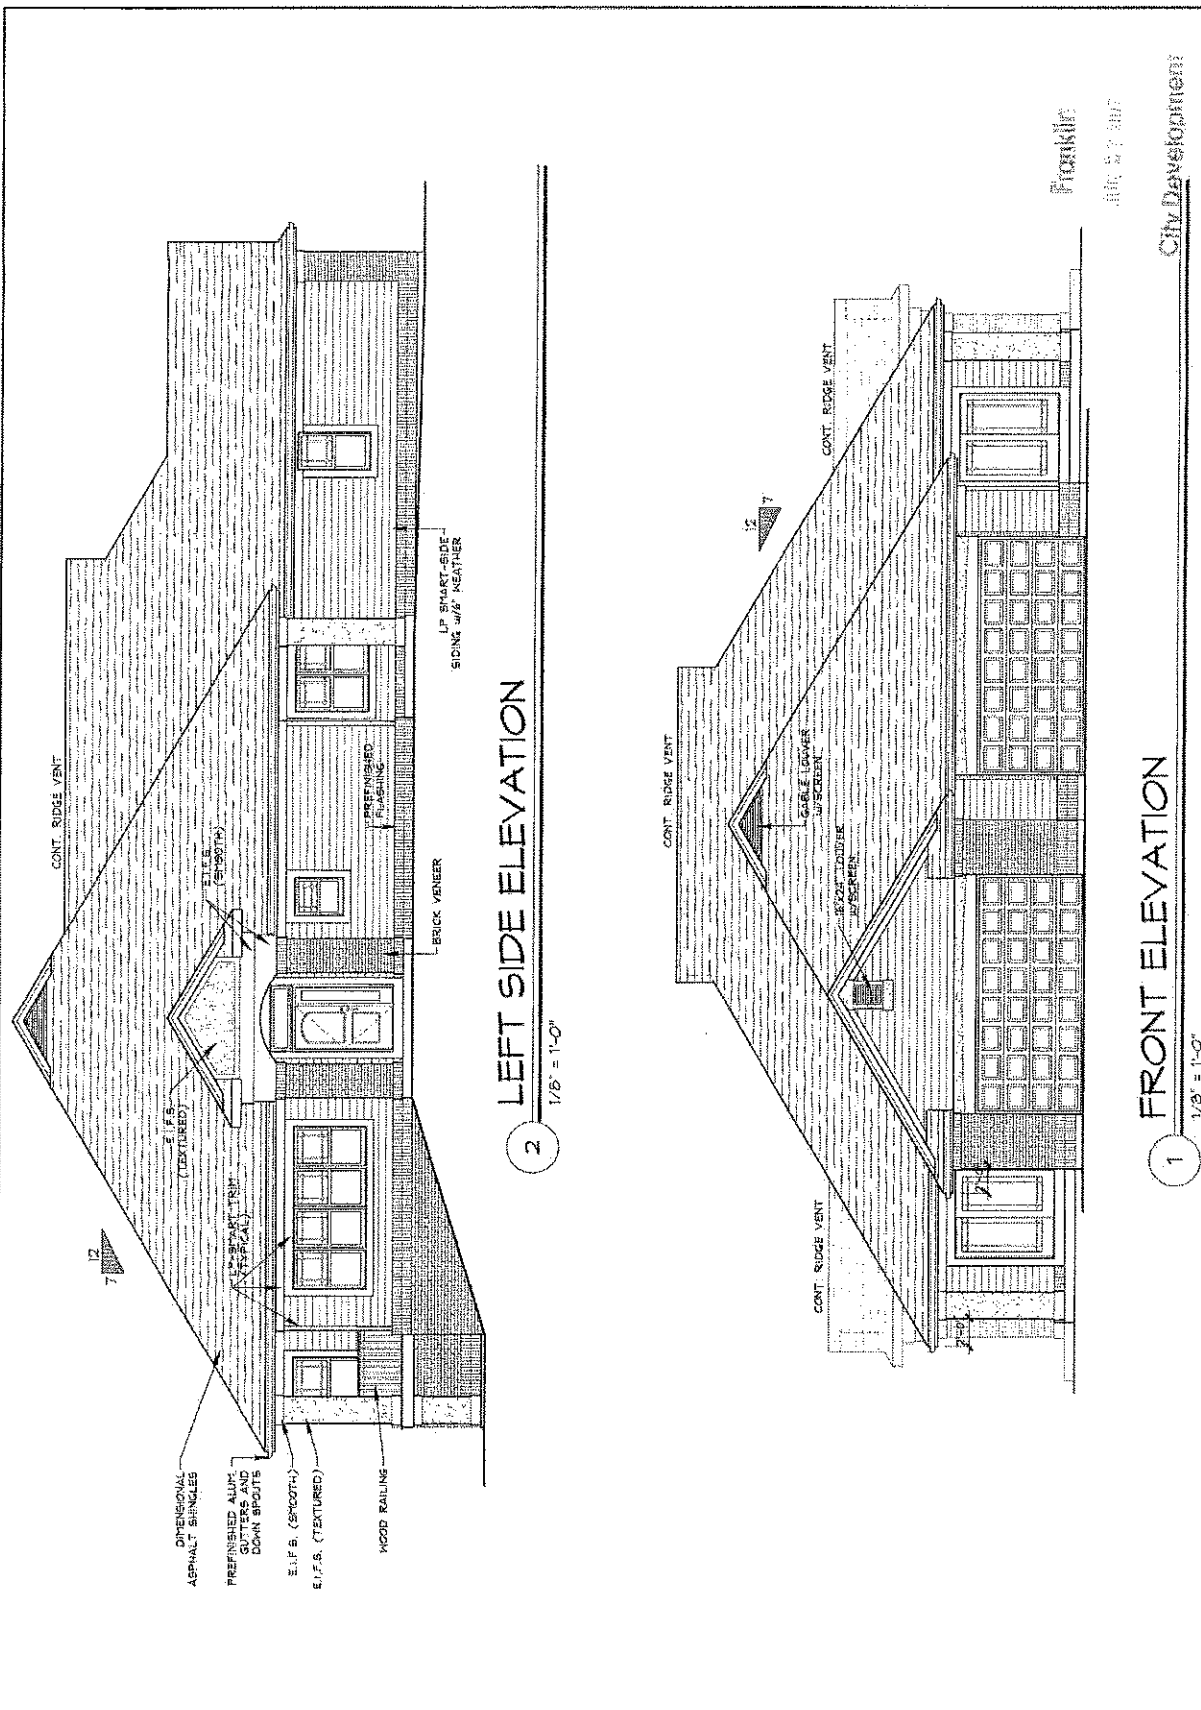 CONT. RIDGE VENT
12
7
E.I.F.S.
(SMOOTH)
E.I.F.S.
(TEXTURED)
LP-SMART-TRIM
(TYPICAL)
DIMENSIONAL
ASPHALT SHINGLES
PREFINISHED ALUM.
GUTTERS AND
DOWN SPOUTS
E.I.F.S. (SMOOTH)
E.I.F.S. (TEXTURED)
WOOD RAILING
PREFINISHED
FLASHING
BRICK VENEER
LP SMART-SIDE
SIDING w/6" WEATHER
2
LEFT SIDE ELEVATION
1/8" = 1'-0"
CONT. RIDGE VENT
CONT. RIDGE VENT
CONT. RIDGE VENT
12
7
GABLE LOUVER
W/SCREEN
LOUVER
W/SCREEN
2'-0"
2'-0"
1
FRONT ELEVATION
1/8" = 1'-0"
Franklin
City Development